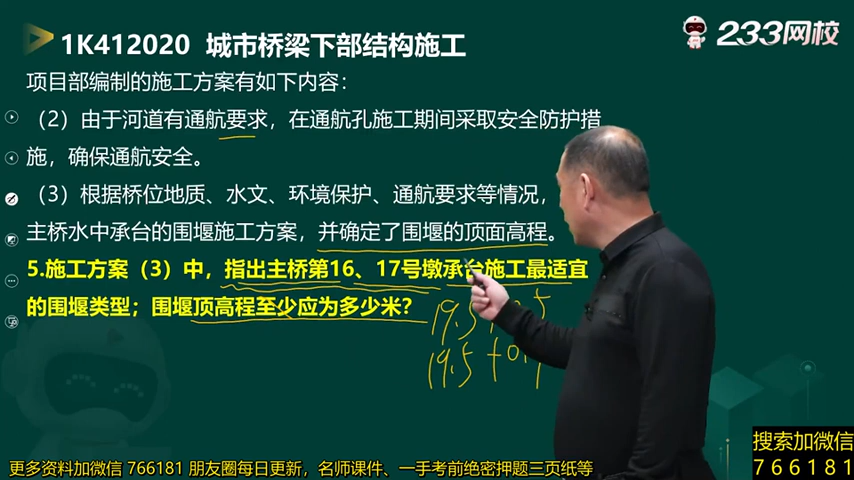 1K412020 城市桥梁下部结构施工
233网校
项目部编制的施工方案有如下内容：
（2）由于河道有通航要求，在通航孔施工期间采取安全防护措
施，确保通航安全。
（3）根据桥位地质、水文、环境保护、通航要求等情况，
主桥水中承台的围堰施工方案，并确定了围堰的顶面高程。
5.施工方案（3）中，指出主桥第16、17号墩承台施工最适宜
的围堰类型；围堰顶高程至少应为多少米？
19.5
19.5+0.
搜索加微信
766181
更多资料加微信 766181 朋友圈每日更新，名师课件、一手考前绝密押题三页纸等